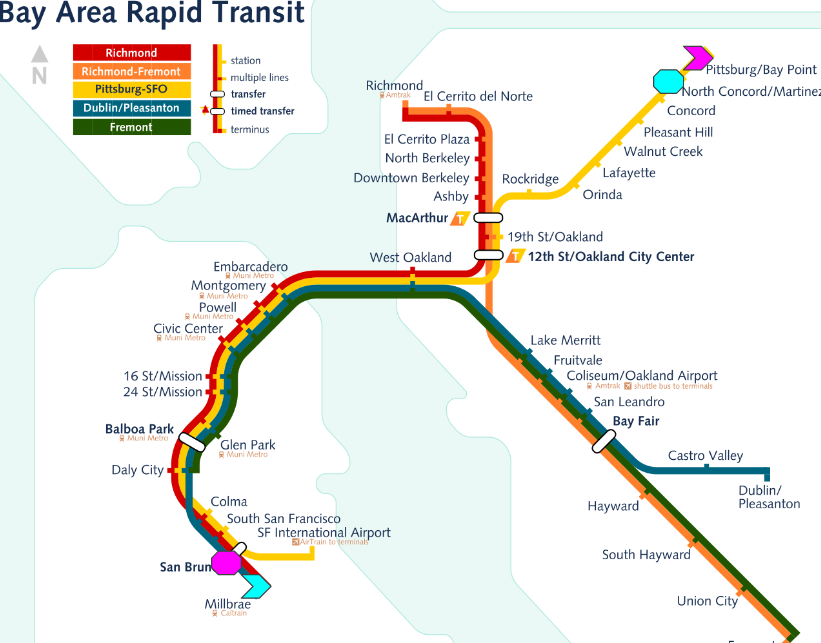 Bay Area Rapid Transit
N
Richmond
Richmond-Fremont
Pittsburg-SFO
Dublin/Pleasanton
Fremont
station
multiple lines
transfer
timed transfer
terminus
Pittsburg/Bay Point
North Concord/Martinez
Concord
Pleasant Hill
Walnut Creek
Lafayette
Orinda
Rockridge
Richmond
Amtrak
El Cerrito del Norte
El Cerrito Plaza
North Berkeley
Downtown Berkeley
Ashby
MacArthur T
19th St/Oakland
T 12th St/Oakland City Center
West Oakland
Embarcadero
Muni Metro
Montgomery
Muni Metro
Powell
Muni Metro
Civic Center
Muni Metro
16 St/Mission
24 St/Mission
Balboa Park
Muni Metro
Glen Park
Muni Metro
Daly City
Colma
South San Francisco
SF International Airport
AirTrain to terminals
San Brun
Millbrae
Caltrain
Lake Merritt
Fruitvale
Coliseum/Oakland Airport
Amtrak shuttle bus to terminals
San Leandro
Bay Fair
Castro Valley
Dublin/
Pleasanton
Hayward
South Hayward
Union City